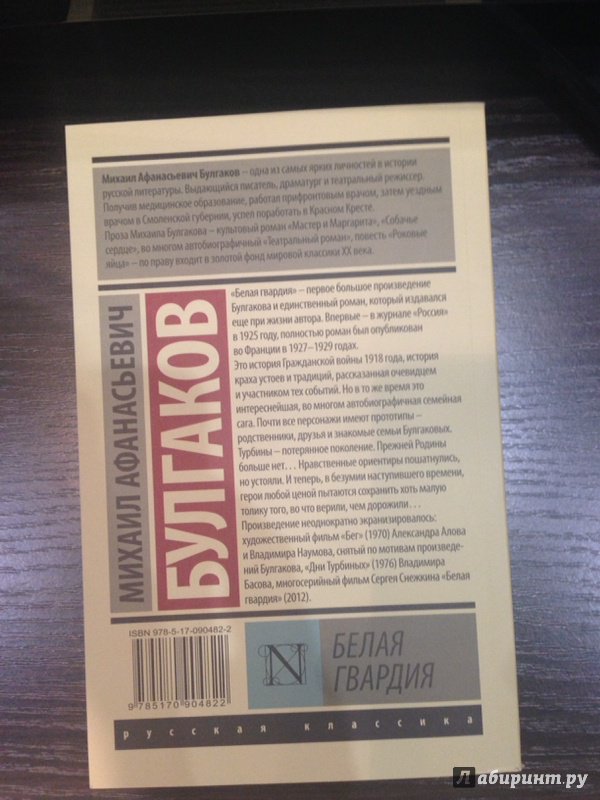 Михаил Афанасьевич Булгаков – одна из самых ярких личностей в истории
русской литературы. Выдающийся писатель, драматург и театральный режиссер.
Получив медицинское образование, работал прифронтовым врачом, затем уездным
врачом в Смоленской губернии, успел поработать в Красном Кресте.
Проза Михаила Булгакова – культовый роман «Мастер и Маргарита», «Собачье
сердце», во многом автобиографичный «Театральный роман», повесть «Роковые
яйца» – по праву входит в золотой фонд мировой классики XX века.
МИХАИЛ АФАНАСЬЕВИЧ
БУЛГАКОВ
«Белая гвардия» – первое большое произведение
Булгакова и единственный роман, который издавался
еще при жизни автора. Впервые – в журнале «Россия»
в 1925 году, полностью роман был опубликован
во Франции в 1927–1929 годах.
Это история Гражданской войны 1918 года, история
краха устоев и традиций, рассказанная очевидцем
и участником тех событий. Но в то же время это
интереснейшая, во многом автобиографичная семейная
сага. Почти все персонажи имеют прототипы –
родственники, друзья и знакомые семьи Булгаковых.
Турбины – потерянное поколение. Прежней Родины
больше нет... Нравственные ориентиры пошатнулись,
но устояли. И теперь, в безумии наступившего времени,
герои любой ценой пытаются сохранить хоть малую
толику того, во что верили, чем дорожили...
Произведение неоднократно экранизировалось:
художественный фильм «Бег» (1970) Александра Алова
и Владимира Наумова, снятый по мотивам произведе-
ний Булгакова, «Дни Турбиных» (1976) Владимира
Басова, многосерийный фильм Сергея Снежкина «Белая
гвардия» (2012).
ISBN 978-5-17-090482-2
9 785170 904822
N
БЕЛАЯ
ГВАРДИЯ
русская классика
Лабиринт.ру